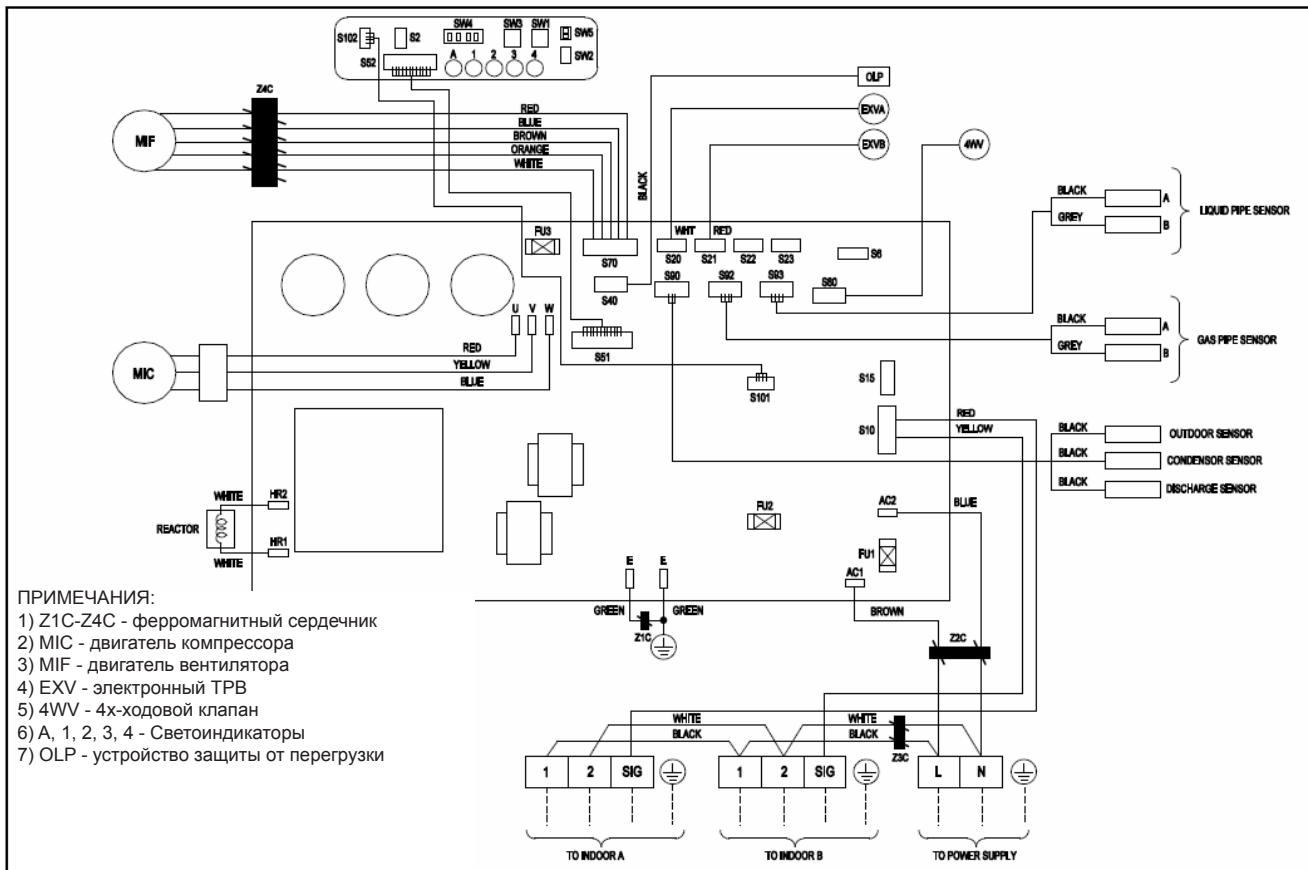 SW4 SW3 SW1
S102 S2 SW5
S52 A 1 2 3 4 SW2
Z4C
OLP
RED
EXVA
BLUE
MIF
BROWN
EXVB
4WV
ORANGE
WHITE
BLACK
BLACK A
LIQUID PIPE SENSOR
GREY B
FU3
WHT RED
S70 S20 S21 S22 S23 S6
S90 S92 S93
S40 S80
U V W
BLACK A
GAS PIPE SENSOR
GREY B
RED
S51
YELLOW
MIC
BLUE
S101
S15
RED
S10
YELLOW
BLACK OUTDOOR SENSOR
BLACK CONDENSOR SENSOR
BLACK DISCHARGE SENSOR
WHITE HR2
REACTOR
HR1
WHITE
AC2 BLUE
FU2
FU1
E E
AC1
GREEN GREEN
BROWN
Z1C
Z2C
ПРИМЕЧАНИЯ:
1) Z1C-Z4C - ферромагнитный сердечник
2) MIC - двигатель компрессора
3) MIF - двигатель вентилятора
4) EXV - электронный ТРВ
5) 4WV - 4х-ходовой клапан
6) A, 1, 2, 3, 4 - Светоиндикаторы
7) OLP - устройство защиты от перегрузки
WHITE WHITE
BLACK BLACK
Z3C
1 2 SIG 1 2 SIG L N
TO INDOOR A TO INDOOR B TO POWER SUPPLY